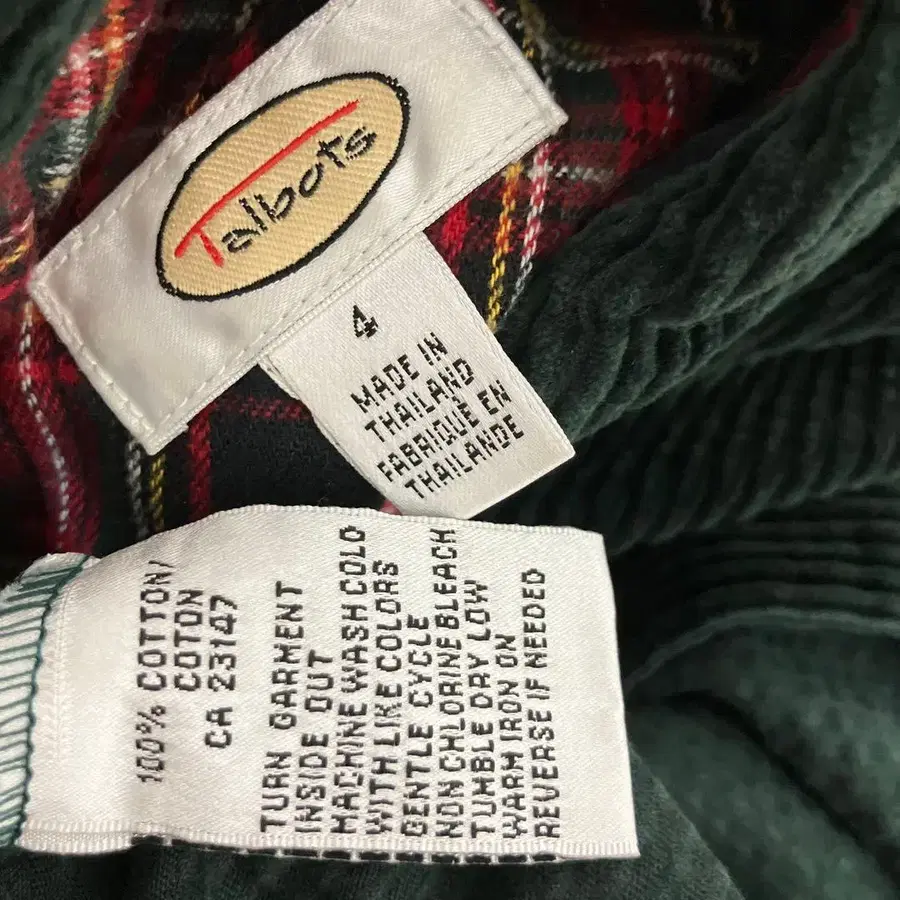 Talbots
4
MADE IN
THAILAND
FABRIQUÉ EN
THAILANDE
100% COTTON/
COTON
CA 23147
TURN GARMENT
INSIDE OUT
MACHINE WASH COLD
WITH LIKE COLORS
GENTLE CYCLE
NON CHLORINE BLEACH
TUMBLE DRY LOW
WARM IRON ON
REVERSE IF NEEDED